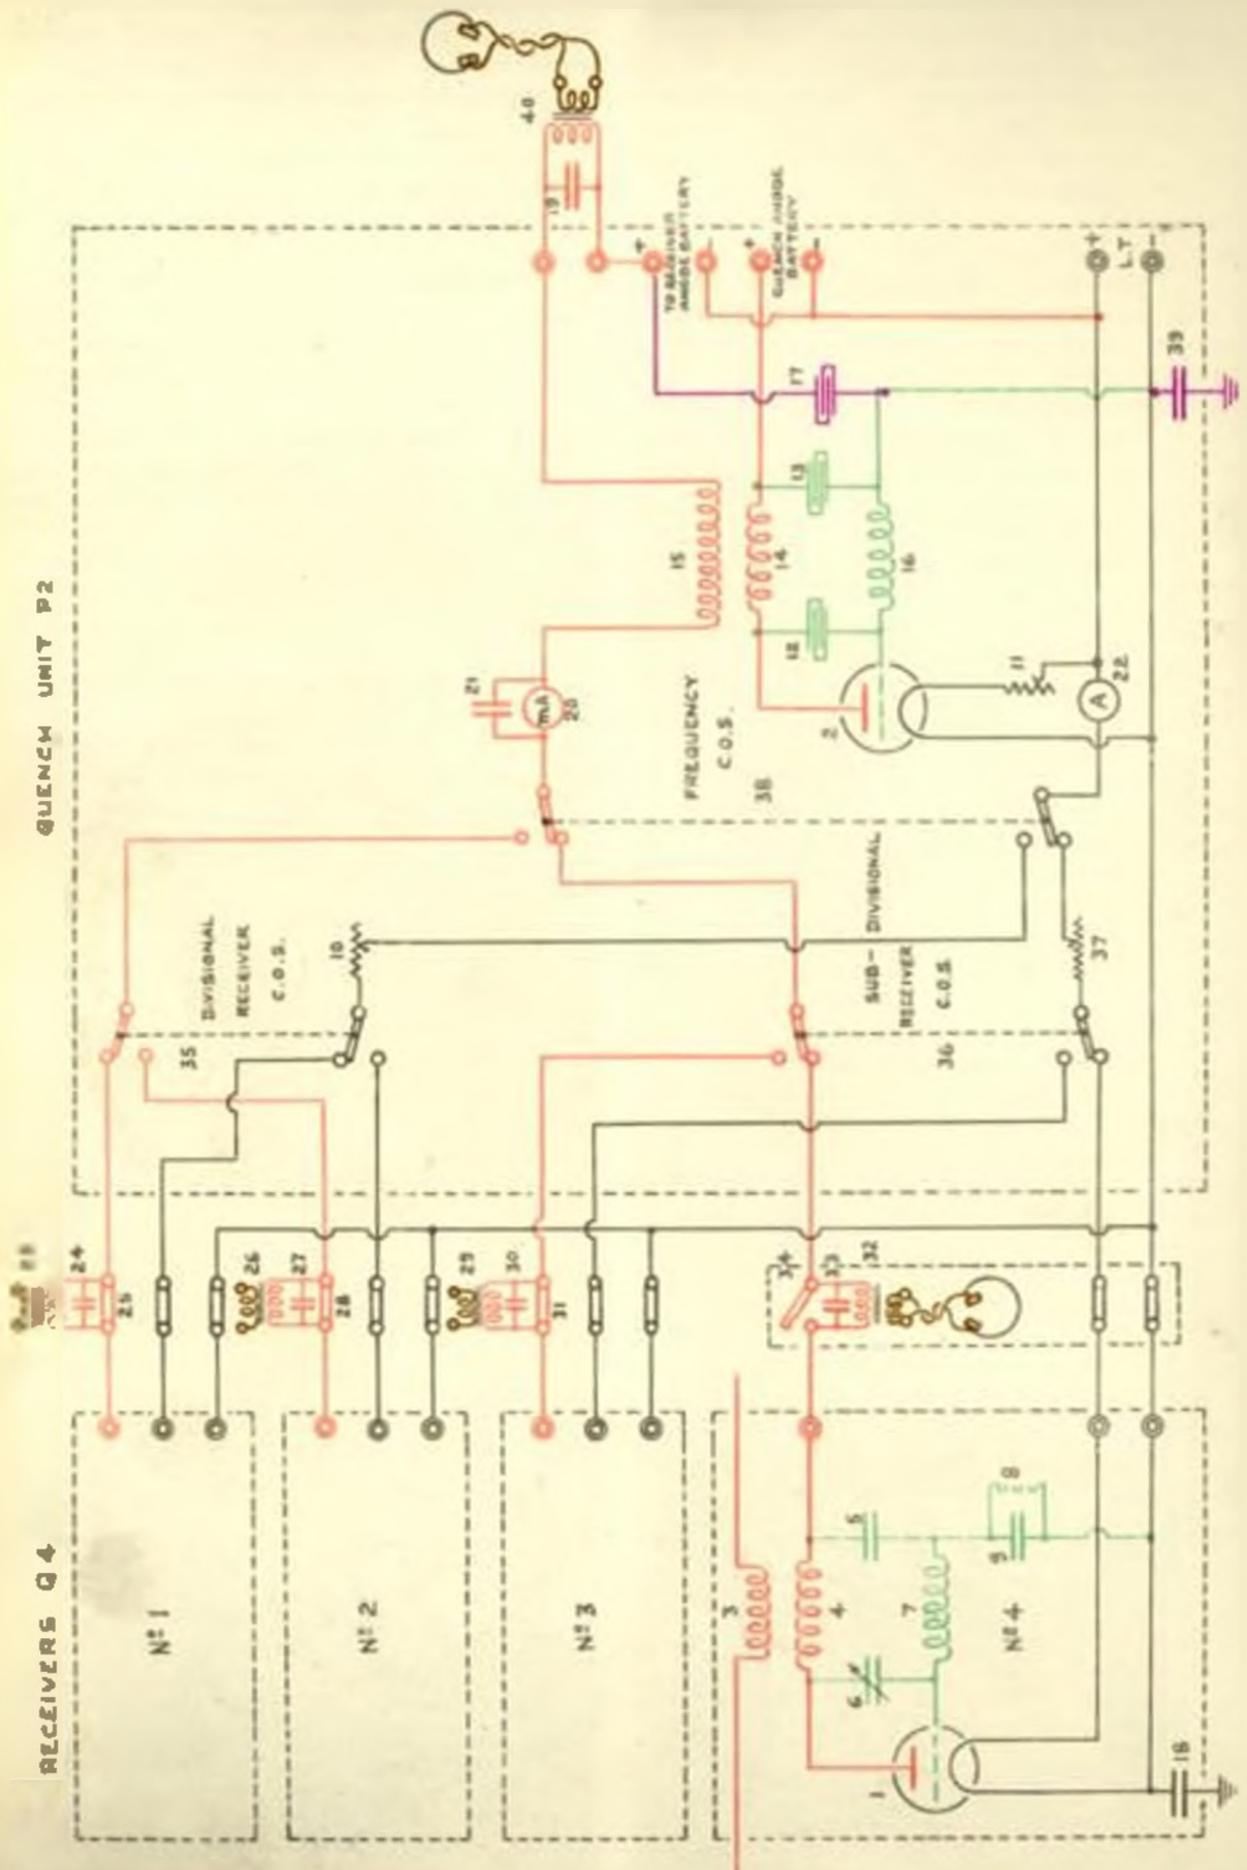 QUENCH UNIT P2
RECEIVERS Q4
40
19
+
TO RECEIVER
ANODE BATTERY
-
+
QUENCH ANODE
BATTERY
-
+
L.T
-
39
17
13
12
14
15
16
21
mA
20
11
A
22
2
FREQUENCY
C.O.S.
38
DIVISIONAL
RECEIVER
C.O.S.
10
35
SUB- DIVISIONAL
RECEIVER
C.O.S.
37
36
24
25
26
27
28
29
30
31
34
33
32
Nº 1
Nº 2
Nº 3
Nº 4
3
4
5
6
7
8
9
1
18